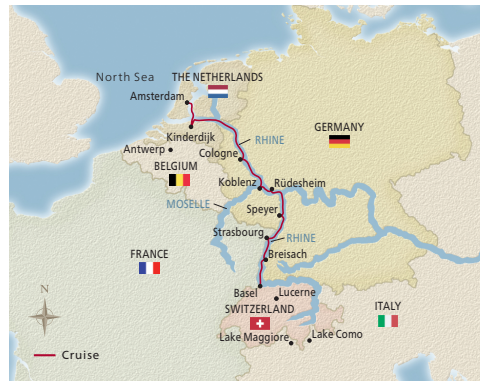 North Sea
THE NETHERLANDS
Amsterdam
Kinderdijk
RHINE
GERMANY
Antwerp
Cologne
BELGIUM
Koblenz
Rüdesheim
MOSELLE
Speyer
Strasbourg
RHINE
FRANCE
Breisach
Basel
Lucerne
N
SWITZERLAND
ITALY
Lake Maggiore
Lake Como
Cruise